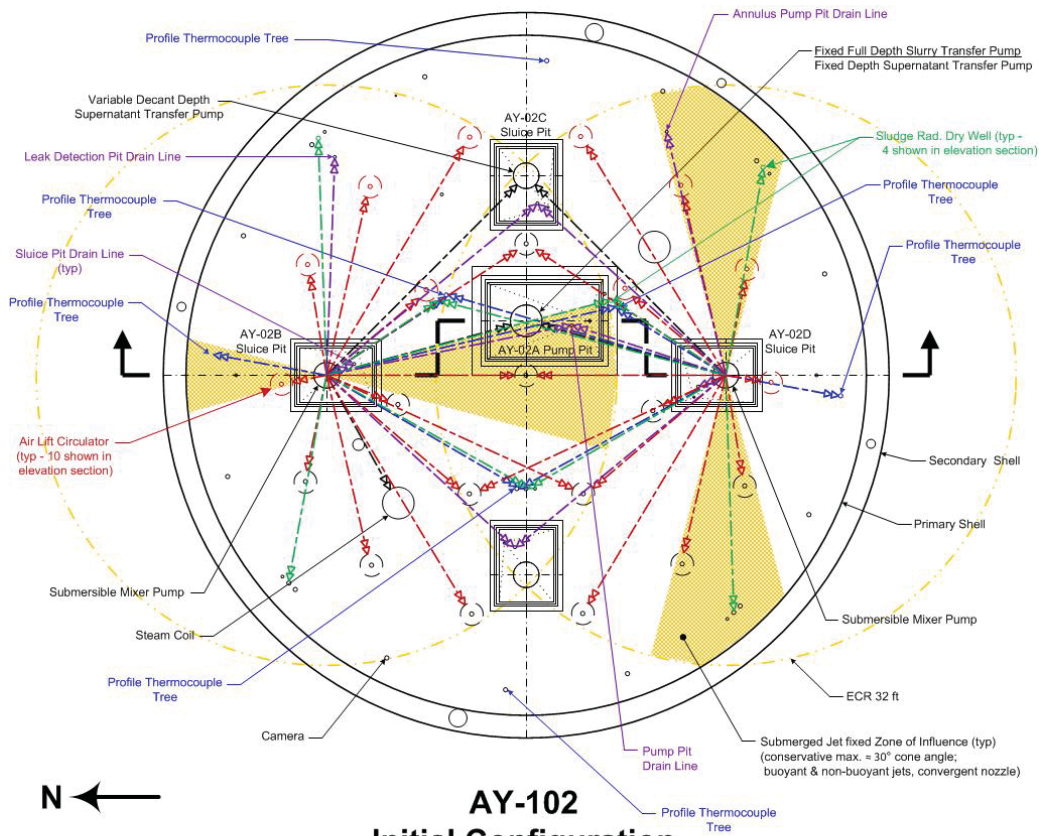 Annulus Pump Pit Drain Line
Profile Thermocouple Tree
Fixed Full Depth Slurry Transfer Pump
Fixed Depth Supernatant Transfer Pump
Variable Decant Depth
Supernatant Transfer Pump
AY-02C
Sluice Pit
Sludge Rad. Dry Well (typ -
4 shown in elevation section)
Leak Detection Pit Drain Line
Profile Thermocouple
Tree
Profile Thermocouple
Tree
Profile Thermocouple
Tree
Sluice Pit Drain Line
(typ)
Profile Thermocouple
Tree
AY-02B
Sluice Pit
AY-02D
Sluice Pit
AY-02A Pump Pit
Air Lift Circulator
(typ - 10 shown in
elevation section)
Secondary Shell
Primary Shell
Submersible Mixer Pump
Submersible Mixer Pump
Steam Coil
Profile Thermocouple
Tree
ECR 32 ft
Camera
Submerged Jet fixed Zone of Influence (typ)
(conservative max. ≈ 30° cone angle;
buoyant & non-buoyant jets, convergent nozzle)
Pump Pit
Drain Line
N
AY-102
Profile Thermocouple
Tree
Initial Configuration